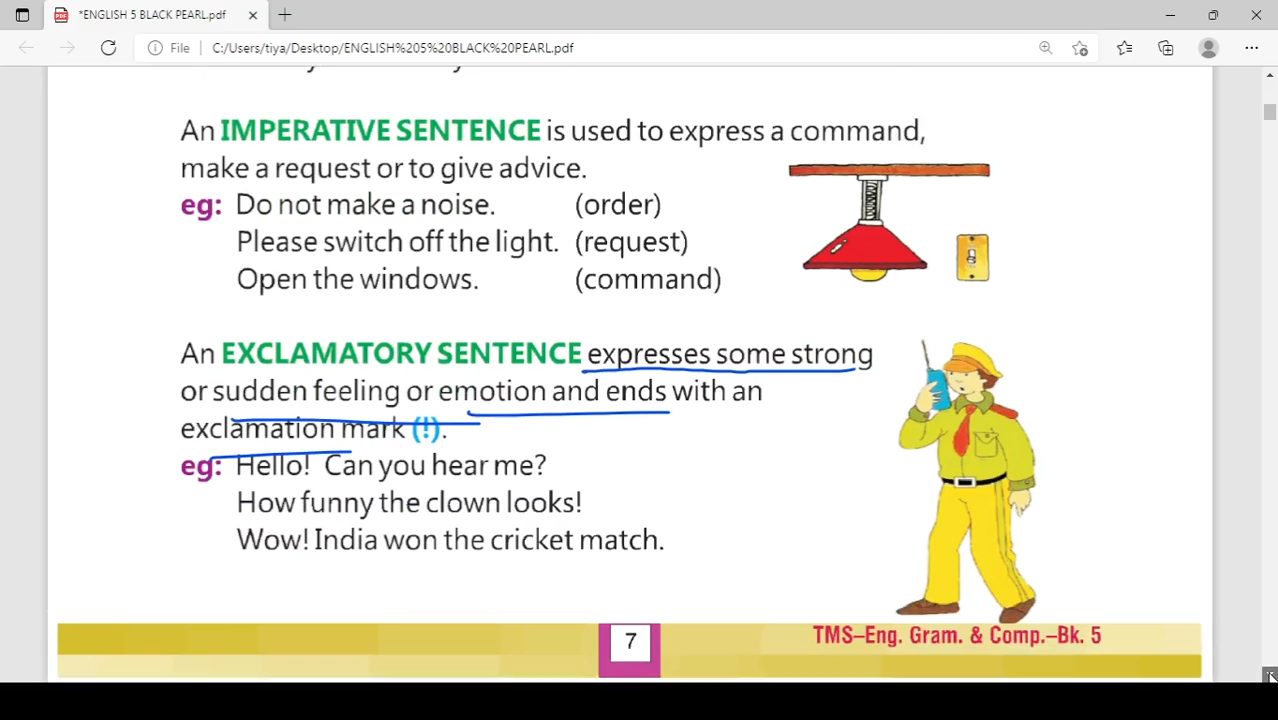 *ENGLISH 5 BLACK PEARL.pdf
File C:/Users/tiya/Desktop/ENGLISH%205%20BLACK%20PEARL.pdf
An IMPERATIVE SENTENCE is used to express a command,
make a request or to give advice.
eg: Do not make a noise. (order)
Please switch off the light. (request)
Open the windows. (command)
An EXCLAMATORY SENTENCE expresses some strong
or sudden feeling or emotion and ends with an
exclamation mark (!).
eg: Hello! Can you hear me?
How funny the clown looks!
Wow! India won the cricket match.
7
TMS–Eng. Gram. & Comp.–Bk. 5